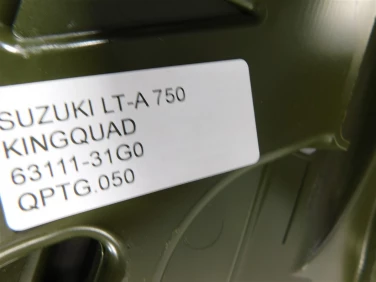 SUZUKI LT-A 750
KINGQUAD
63111-31G0
QPTG.050